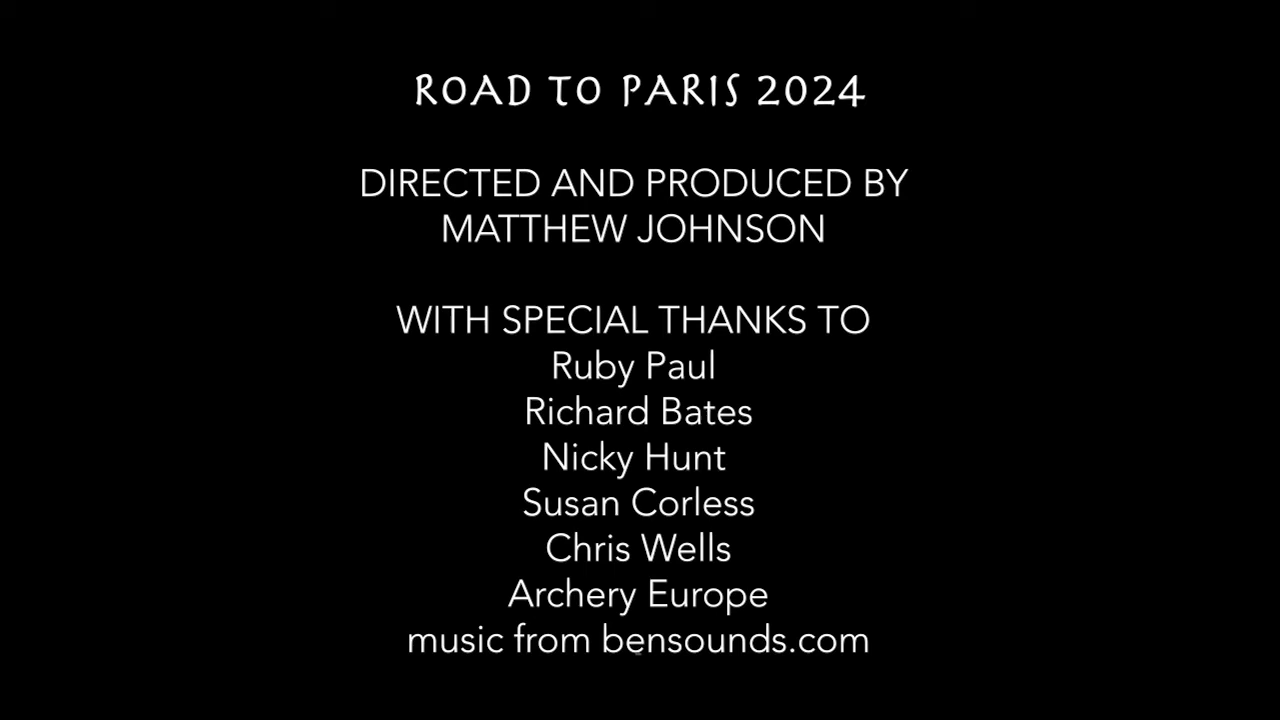 ROAD TO PARIS 2024
DIRECTED AND PRODUCED BY
MATTHEW JOHNSON
WITH SPECIAL THANKS TO
Ruby Paul
Richard Bates
Nicky Hunt
Susan Corless
Chris Wells
Archery Europe
music from bensounds.com